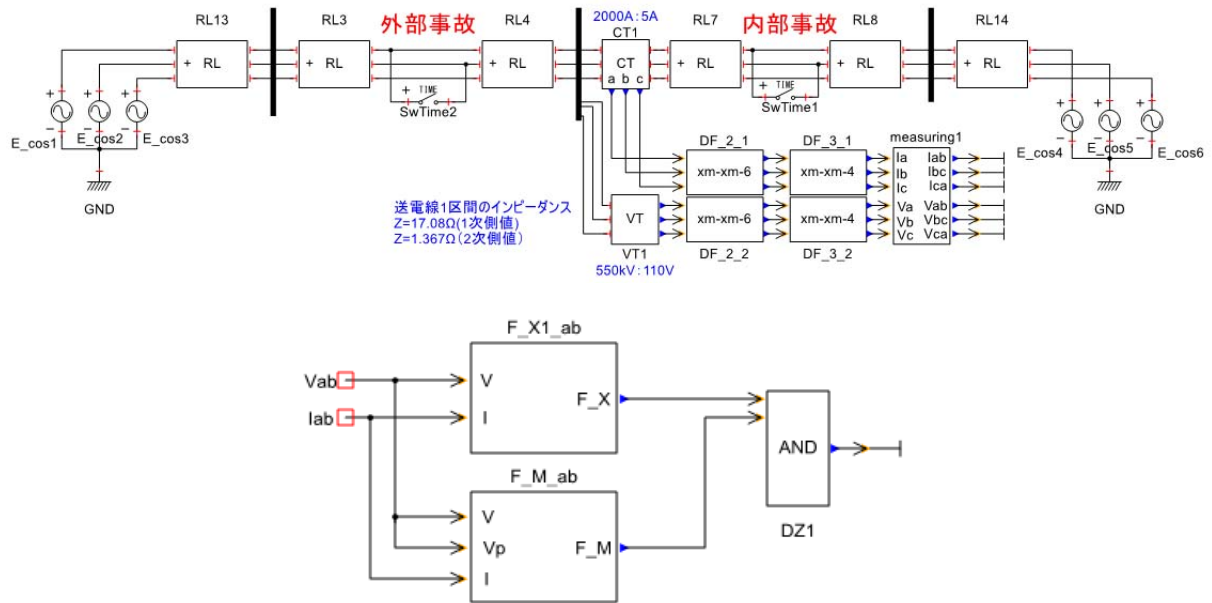 RL13 RL3 外部事故 RL4 2000A:5A RL7 内部事故 RL8 RL14
CT1
+ RL + RL + RL CT + RL + RL + RL
a b c
+ TIME + TIME
SwTime2 SwTime1
+ + + + + +
− − − − − −
E_cos1 E_cos2 E_cos3 E_cos4 E_cos5 E_cos6
GND GND
DF_2_1 DF_3_1 measuring1
xm-xm-6 xm-xm-4
Ia Iab
Ib Ibc
Ic Ica
送電線1区間のインピーダンス
Z=17.08Ω(1次側値)
Z=1.367Ω(2次側値)
VT xm-xm-6 xm-xm-4
Va Vab
Vb Vbc
Vc Vca
VT1 DF_2_2 DF_3_2
550kV:110V
F_X1_ab
Vab V
F_X
Iab I
AND
F_M_ab
V
Vp F_M
I
DZ1